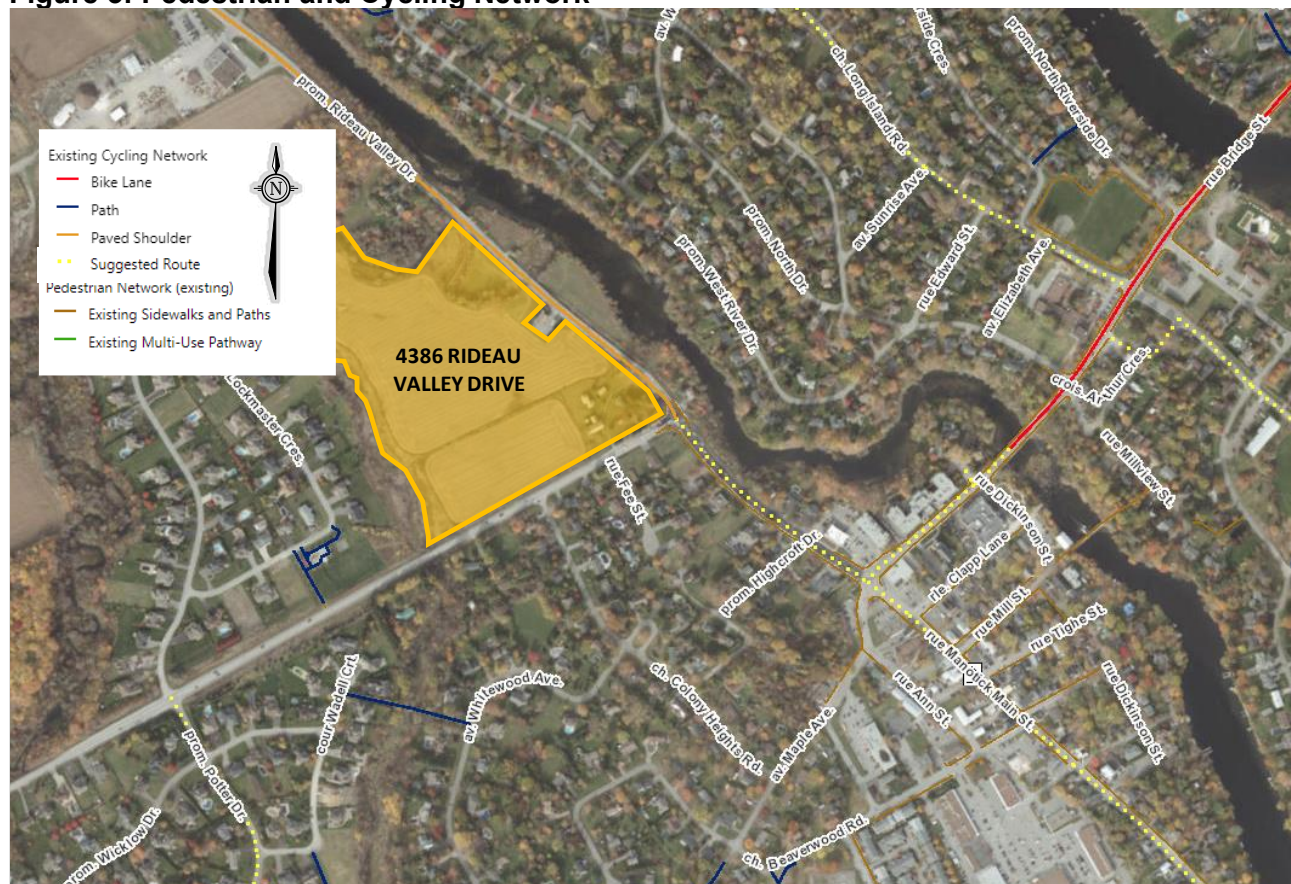 Figure 3: Pedestrian and Cycling Network
Existing Cycling Network
Bike Lane
Path
Paved Shoulder
Suggested Route
Pedestrian Network (existing)
Existing Sidewalks and Paths
Existing Multi-Use Pathway
N
4386 RIDEAU
VALLEY DRIVE
prom. Rideau Valley Dr.
av. W
ch. Long Island Rd.
rside Cres.
prom. North Riverside Dr.
rue Bridge St.
av. Sunrise Ave.
prom. North Dr.
prom. West River Dr.
rue Edward St.
av. Elizabeth Ave.
crois. Arthur Cres.
rue Millview St.
Lockmaster Cres.
rue Fee St.
rue Dickinson St.
prom. Highcroft Dr.
rle. Clapp Lane
rue Mill St.
rue Tighe St.
rue Manotick Main St.
rue Dickinson St.
rue Ann St.
av. Maple Ave.
ch. Colony Heights Rd.
av. Whitewood Ave.
cour Wadell Crt.
prom. Potter Dr.
prom. Wicklow Dr.
ch. Beaverwood Rd.